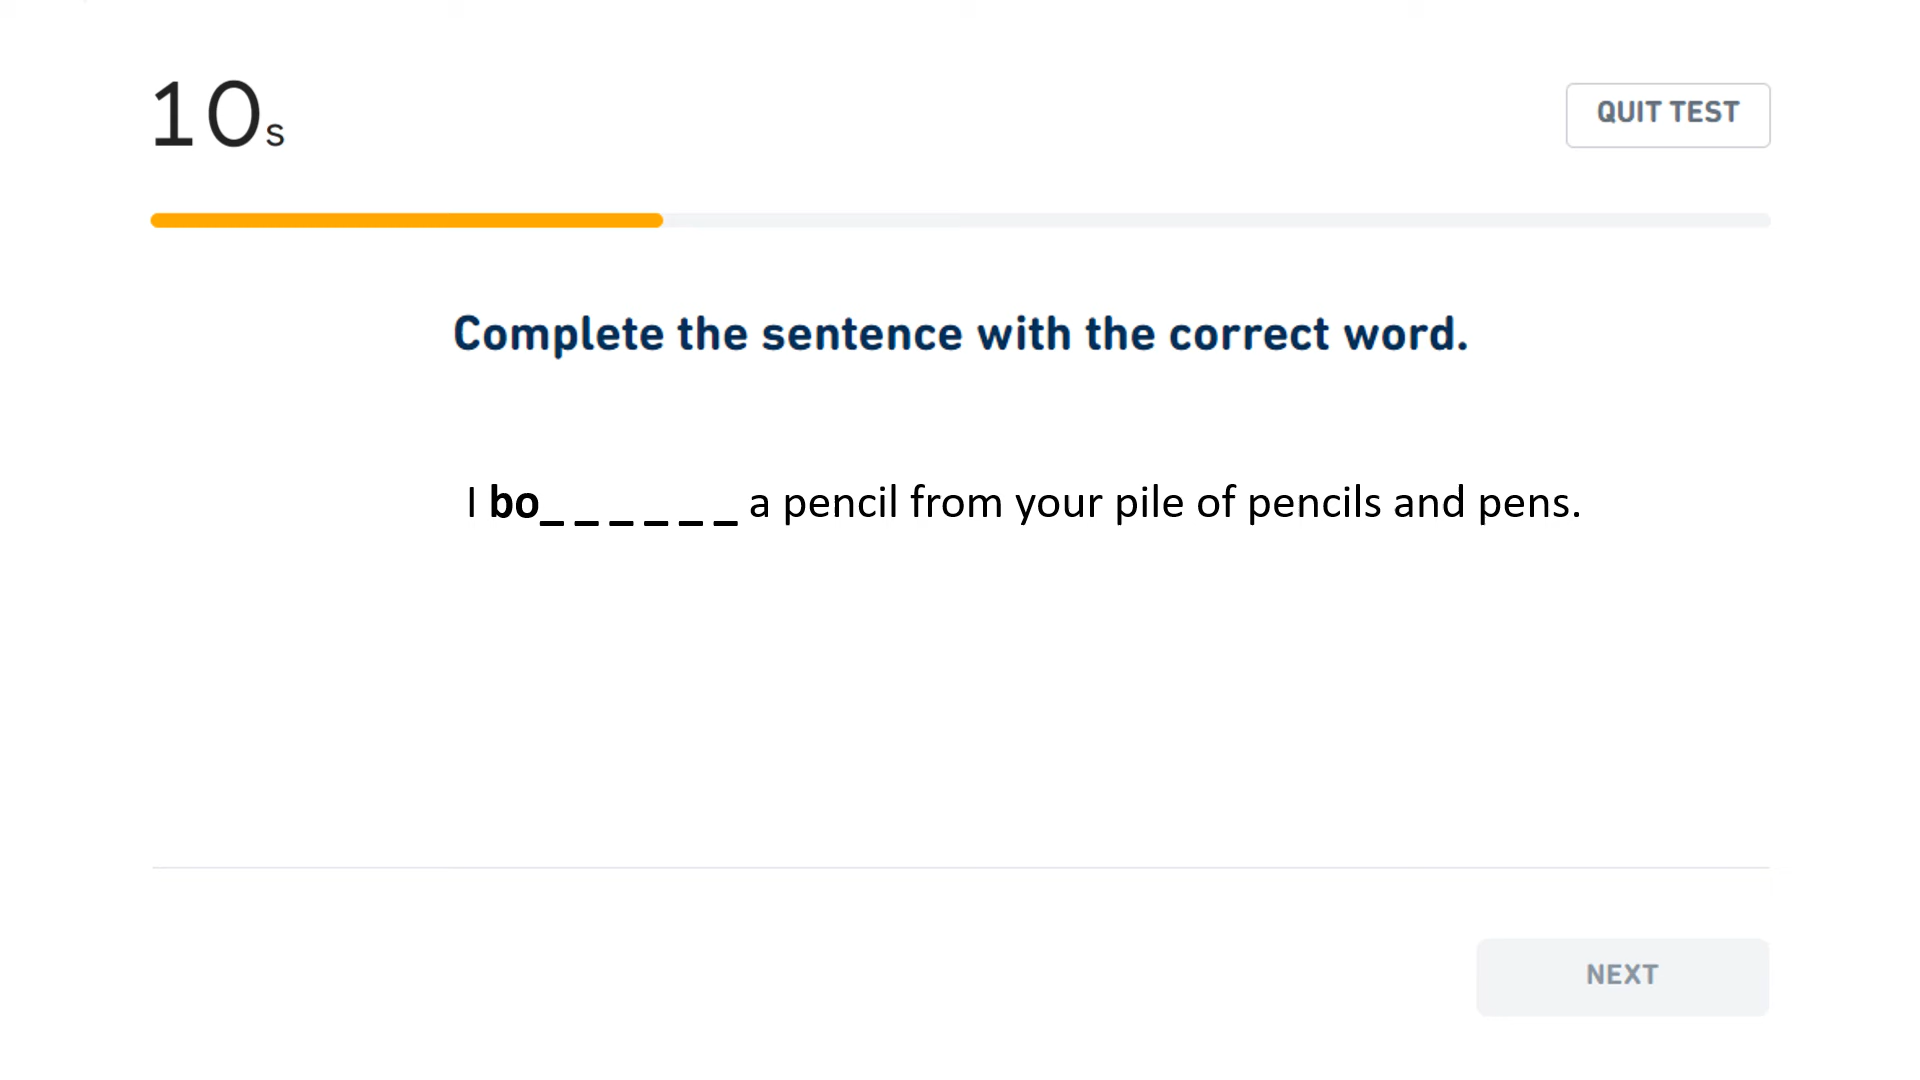 10s
QUIT TEST
Complete the sentence with the correct word.
I bo_ _ _ _ _ _ a pencil from your pile of pencils and pens.
NEXT